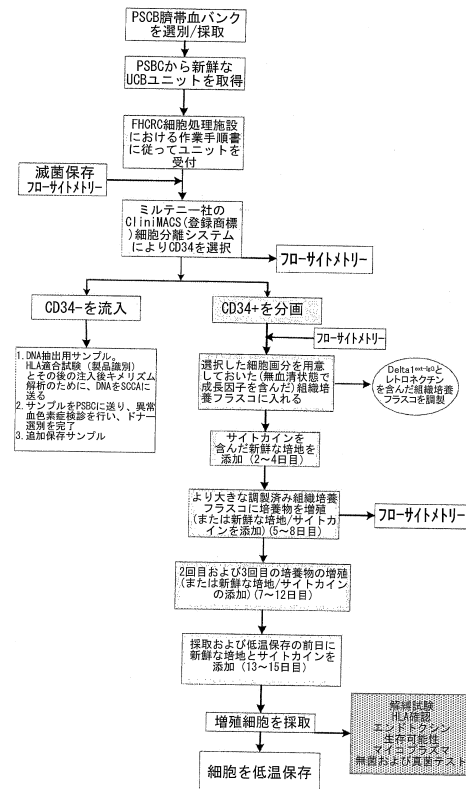 PSCB臍帯血バンク
を選別/採取
PSBCから新鮮な
UCBユニットを取得
FHCRC細胞処理施設
における作業手順書
に従ってユニットを
受付
滅菌保存
フローサイトメトリー
ミルテニー社の
CliniMACS(登録商標
)細胞分離システム
によりCD34を選択
フローサイトメトリー
CD34-を流入
CD34+を分画
フローサイトメトリー
1. DNA抽出用サンプル。
HLA適合試験（製品識別）
とその後の注入後キメリズム
解析のために、DNAをSCCAに
送る
2. サンプルをPSBCに送り、異常
血色素症検診を行い、ドナー
選別を完了
3. 追加保存サンプル
選択した細胞画分を用意
しておいた(無血清状態で
成長因子を含んだ)組織培
養フラスコに入れる
Delta1ext-IgGと
レトロネクチン
を含んだ組織培養
フラスコを調製
サイトカインを
含んだ新鮮な培地を
添加（2～4日目）
より大きな調製済み組織培養
フラスコに培養物を増殖
(または新鮮な培地/サイトカ
インを添加)(5～8日目)
フローサイトメトリー
2回目および3回目の培養物の増殖
(または新鮮な培地/サイトカイン
の添加)(7～12日目)
採取および低温保存の前日に
新鮮な培地とサイトカインを
添加（13～15日目）
増殖細胞を採取
解縛試験
HLA確認
エンドトクシン
生存可能性
マイコプラズマ
無菌および真菌テスト
細胞を低温保存